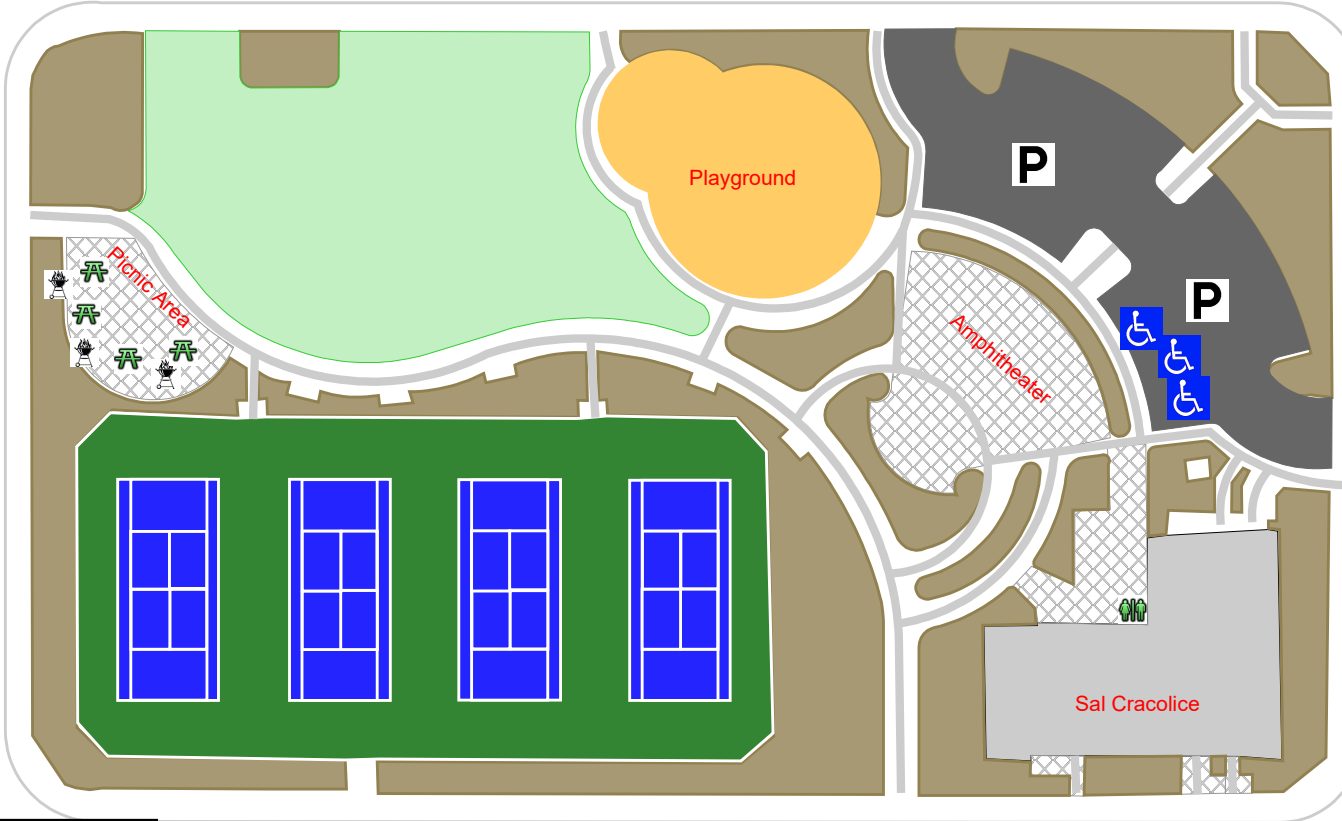 Playground
P
Picnic Area
P
Amphitheater
Sal Cracolice